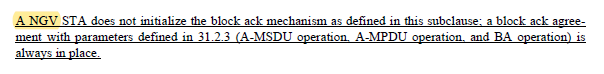 A NGV STA does not initialize the block ack mechanism as defined in this subclause; a block ack agree-
ment with parameters defined in 31.2.3 (A-MSDU operation, A-MPDU operation, and BA operation) is
always in place.